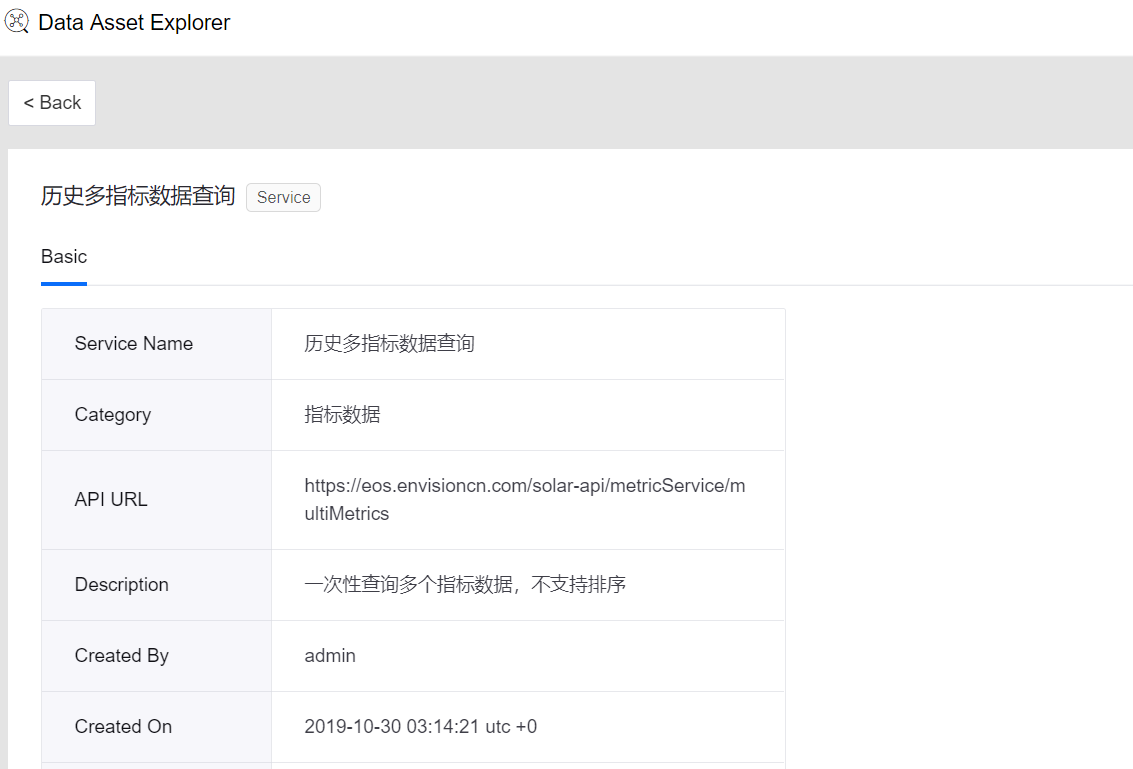 Data Asset Explorer
< Back
历史多指标数据查询 Service
Basic
Service Name 历史多指标数据查询
Category 指标数据
API URL https://eos.envisioncn.com/solar-api/metricService/m
ultiMetrics
Description 一次性查询多个指标数据，不支持排序
Created By admin
Created On 2019-10-30 03:14:21 utc +0